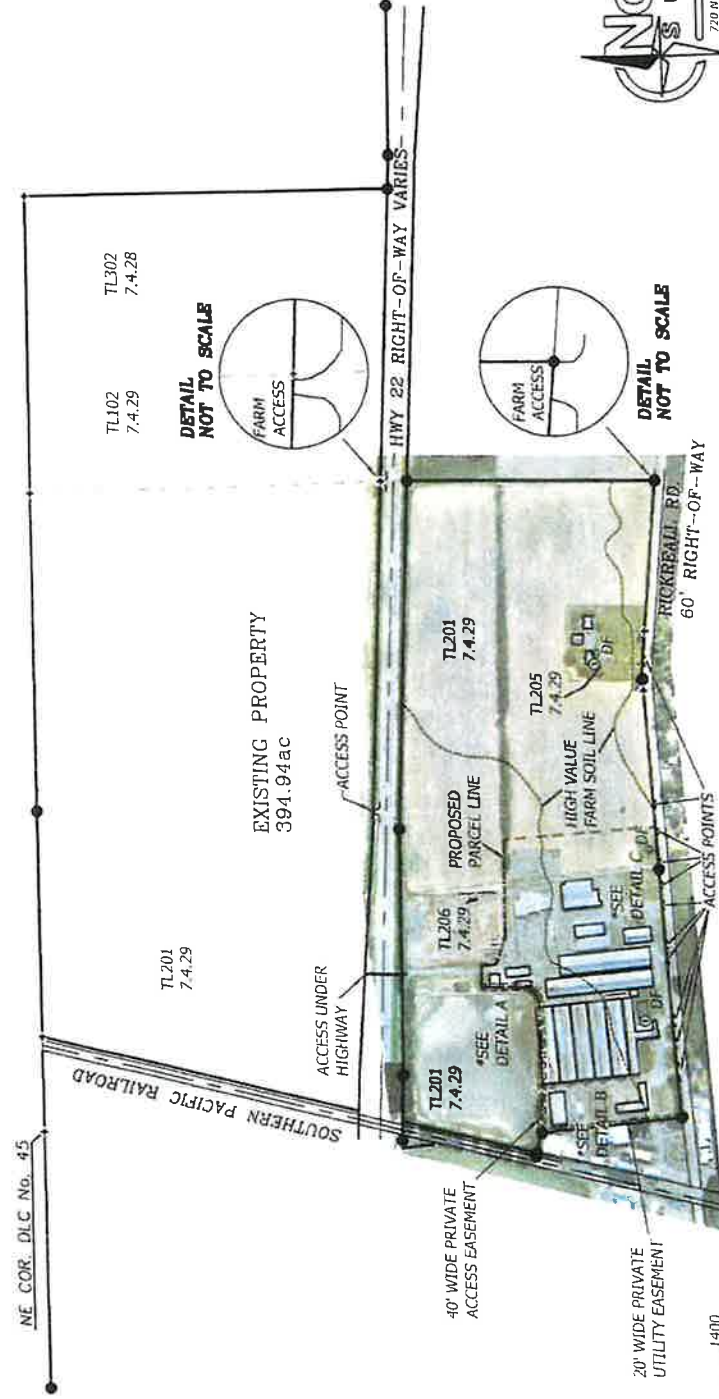 NE COR. DLC No. 45
TL302
7.4.28
TL102
7.4.29
DETAIL
NOT TO SCALE
FARM
ACCESS
EXISTING PROPERTY
394.94ac
TL201
7.4.29
SOUTHERN PACIFIC RAILROAD
ACCESS UNDER
HIGHWAY
ACCESS POINT
HWY 22 RIGHT-OF-WAY VARIES
TL201
7.4.29
*SEE
DETAIL A
TL206
7.4.29
PROPOSED
PARCEL LINE
TL201
7.4.29
FARM
ACCESS
DETAIL
NOT TO SCALE
40' WIDE PRIVATE
ACCESS EASEMENT
HIGH VALUE
FARM SOIL LINE
TL205
7.4.29
DF
*SEE
DETAIL B
DF
*SEE
DETAIL C
DF
RICKREALL RD.
60' RIGHT-OF-WAY
ACCESS POINTS
20' WIDE PRIVATE
UTILITY EASEMENT
1400
No
S U
720 N